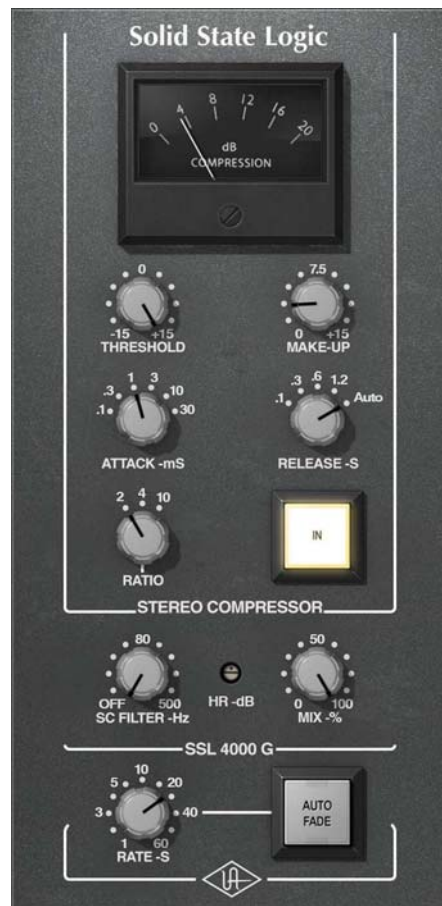 Solid State Logic
0 4 8 12 16 20
dB
COMPRESSION
0 7.5
-15 +15 0 +15
THRESHOLD MAKE-UP
.1 .3 1 3 10 30 .1 .3 .6 1.2 Auto
ATTACK -mS RELEASE -S
2 4 10
IN
RATIO
STEREO COMPRESSOR
80 50
OFF 500 HR -dB 0 100
SC FILTER -Hz MIX -%
SSL 4000 G
1 3 5 10 20 40 60
AUTO
FADE
RATE -S
UA